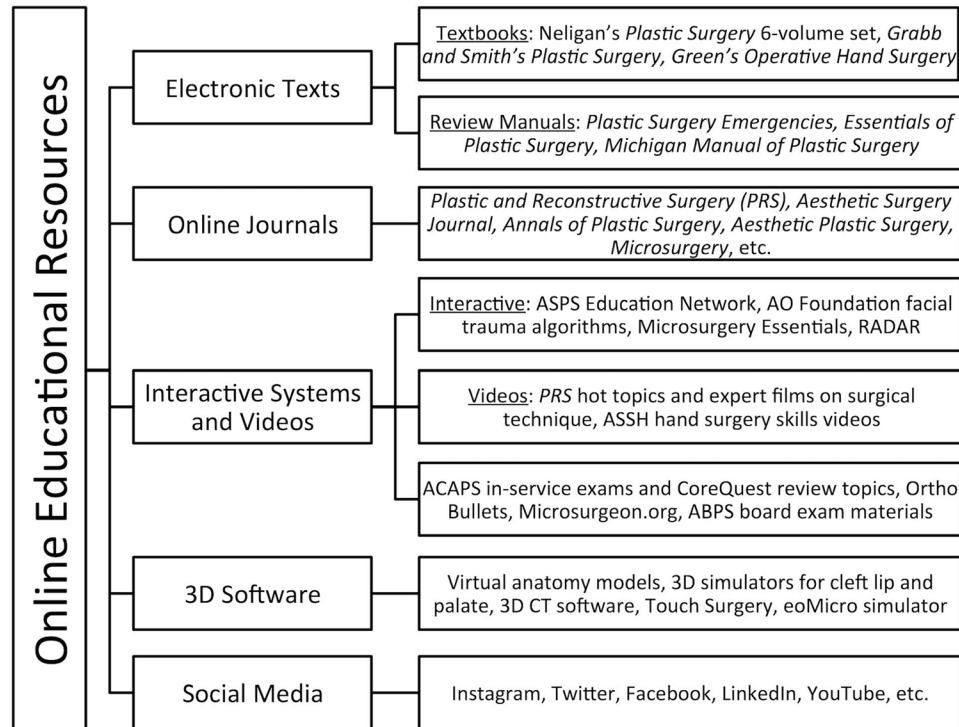 Online Educational Resources
Electronic Texts
Textbooks: Neligan's Plastic Surgery 6-volume set, Grabb
and Smith's Plastic Surgery, Green's Operative Hand Surgery
Review Manuals: Plastic Surgery Emergencies, Essentials of
Plastic Surgery, Michigan Manual of Plastic Surgery
Online Journals
Plastic and Reconstructive Surgery (PRS), Aesthetic Surgery
Journal, Annals of Plastic Surgery, Aesthetic Plastic Surgery,
Microsurgery, etc.
Interactive Systems
and Videos
Interactive: ASPS Education Network, AO Foundation facial
trauma algorithms, Microsurgery Essentials, RADAR
Videos: PRS hot topics and expert films on surgical
technique, ASSH hand surgery skills videos
ACAPS in-service exams and CoreQuest review topics, Ortho
Bullets, Microsurgeon.org, ABPS board exam materials
3D Software
Virtual anatomy models, 3D simulators for cleft lip and
palate, 3D CT software, Touch Surgery, eoMicro simulator
Social Media
Instagram, Twitter, Facebook, LinkedIn, YouTube, etc.